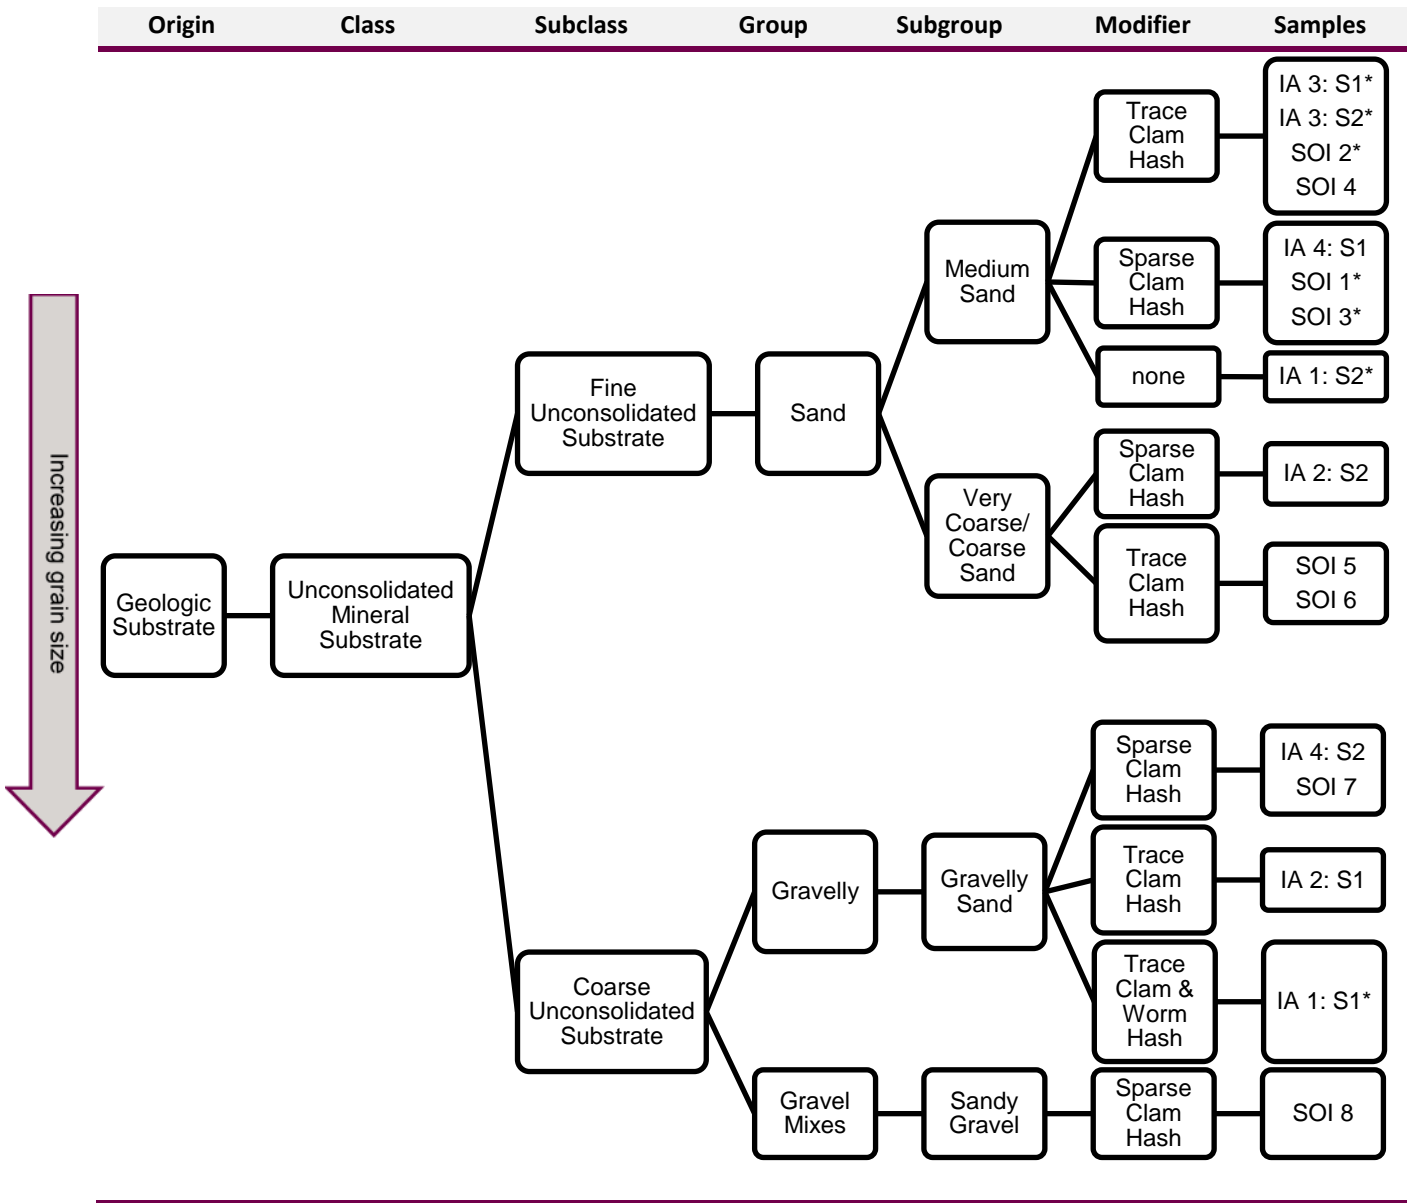 Origin Class Subclass Group Subgroup Modifier Samples
Increasing grain size
Geologic
Substrate
Unconsolidated
Mineral
Substrate
Fine
Unconsolidated
Substrate
Sand
Medium
Sand
Trace
Clam
Hash
IA 3: S1*
IA 3: S2*
SOI 2*
SOI 4
Sparse
Clam
Hash
IA 4: S1
SOI 1*
SOI 3*
none
IA 1: S2*
Very
Coarse/
Coarse
Sand
Sparse
Clam
Hash
IA 2: S2
Trace
Clam
Hash
SOI 5
SOI 6
Coarse
Unconsolidated
Substrate
Gravelly
Gravelly
Sand
Sparse
Clam
Hash
IA 4: S2
SOI 7
Trace
Clam
Hash
IA 2: S1
Trace
Clam &
Worm
Hash
IA 1: S1*
Gravel
Mixes
Sandy
Gravel
Sparse
Clam
Hash
SOI 8